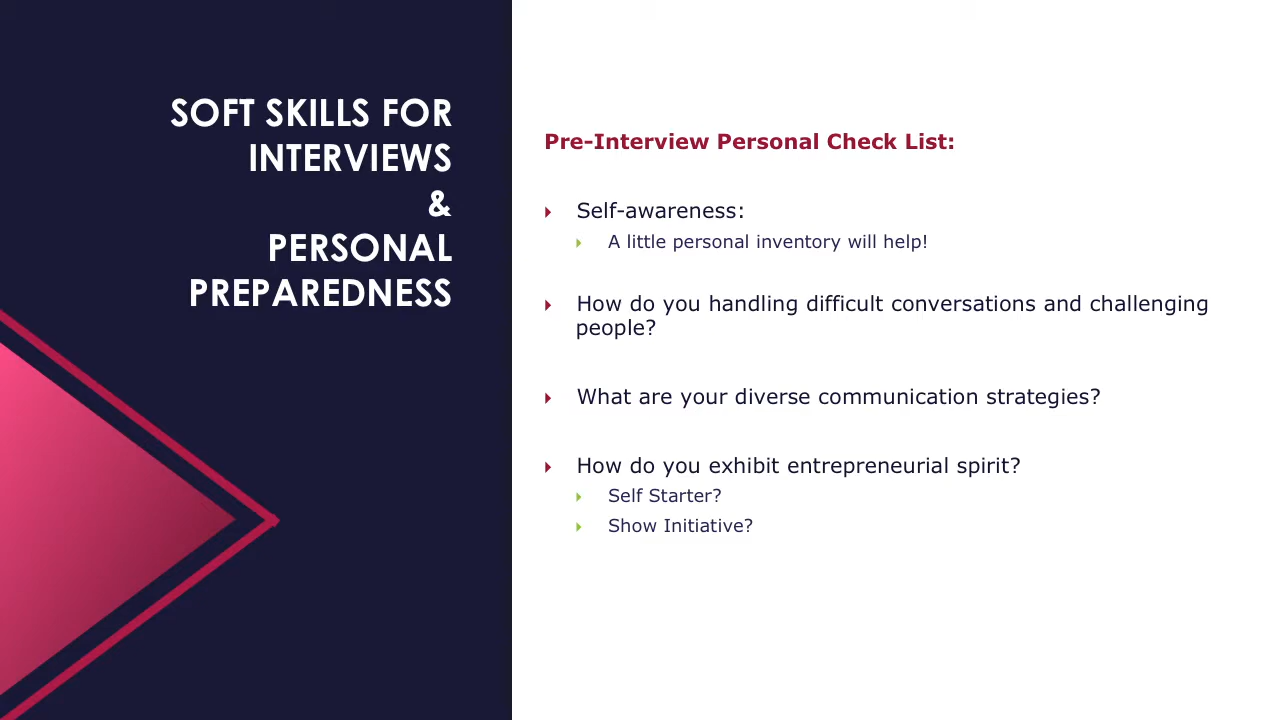 SOFT SKILLS FOR
INTERVIEWS
&
PERSONAL
PREPAREDNESS
Pre-Interview Personal Check List:
Self-awareness:
A little personal inventory will help!
How do you handling difficult conversations and challenging
people?
What are your diverse communication strategies?
How do you exhibit entrepreneurial spirit?
Self Starter?
Show Initiative?